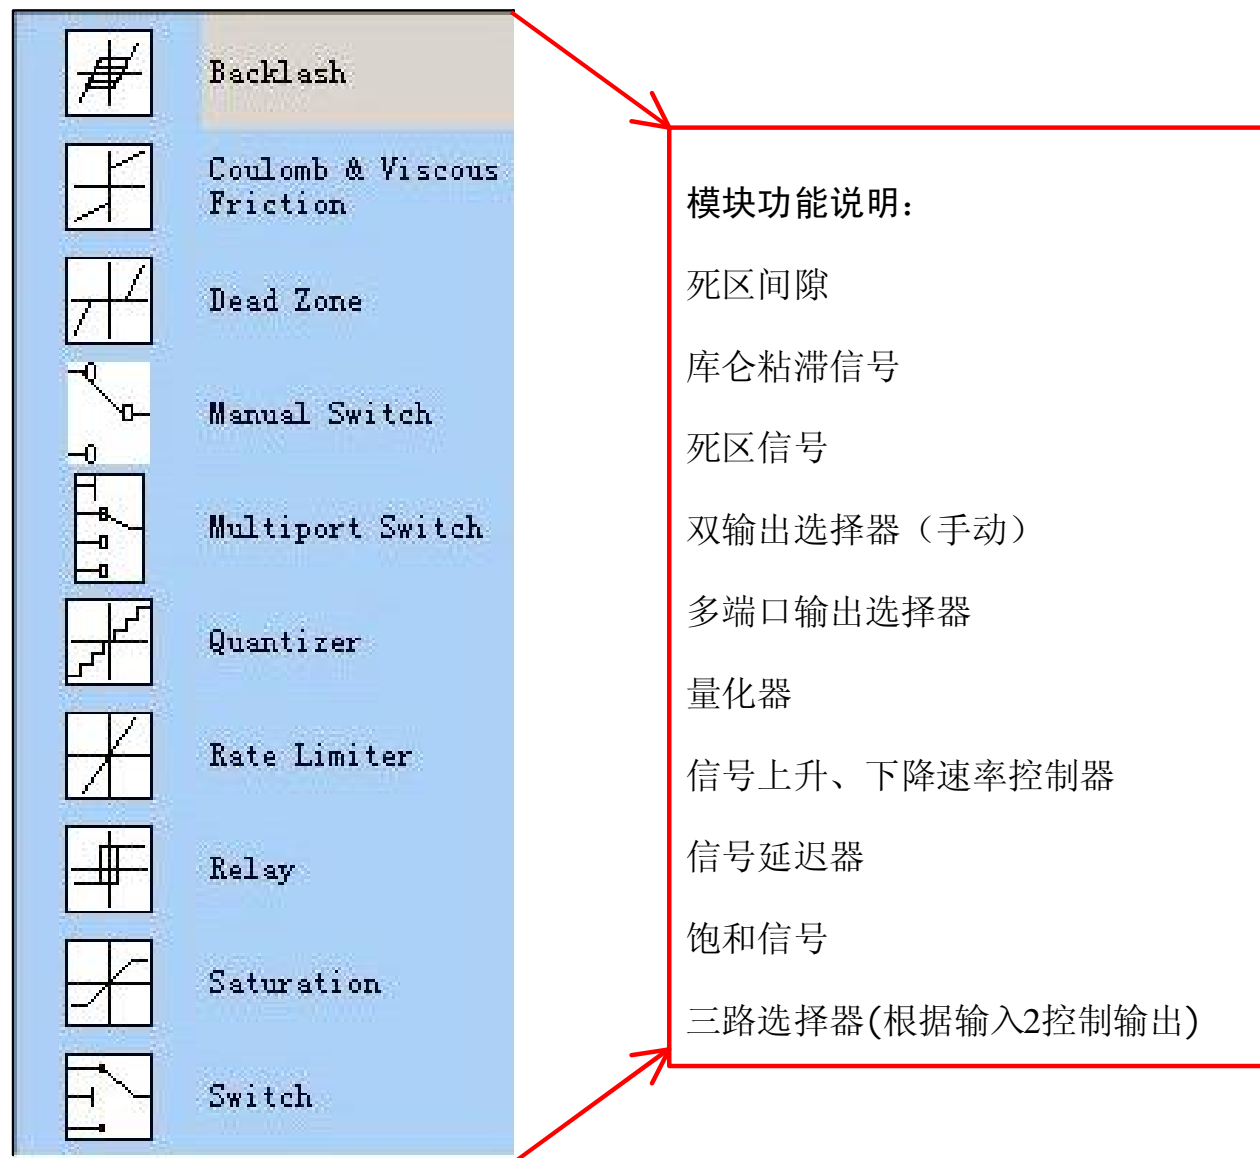 Backlash
Coulomb & Viscous
Friction
Dead Zone
Manual Switch
Multiport Switch
Quantizer
Rate Limiter
Relay
Saturation
Switch
模块功能说明：
死区间隙
库仑粘滞信号
死区信号
双输出选择器（手动）
多端口输出选择器
量化器
信号上升、下降速率控制器
信号延迟器
饱和信号
三路选择器(根据输入2控制输出)